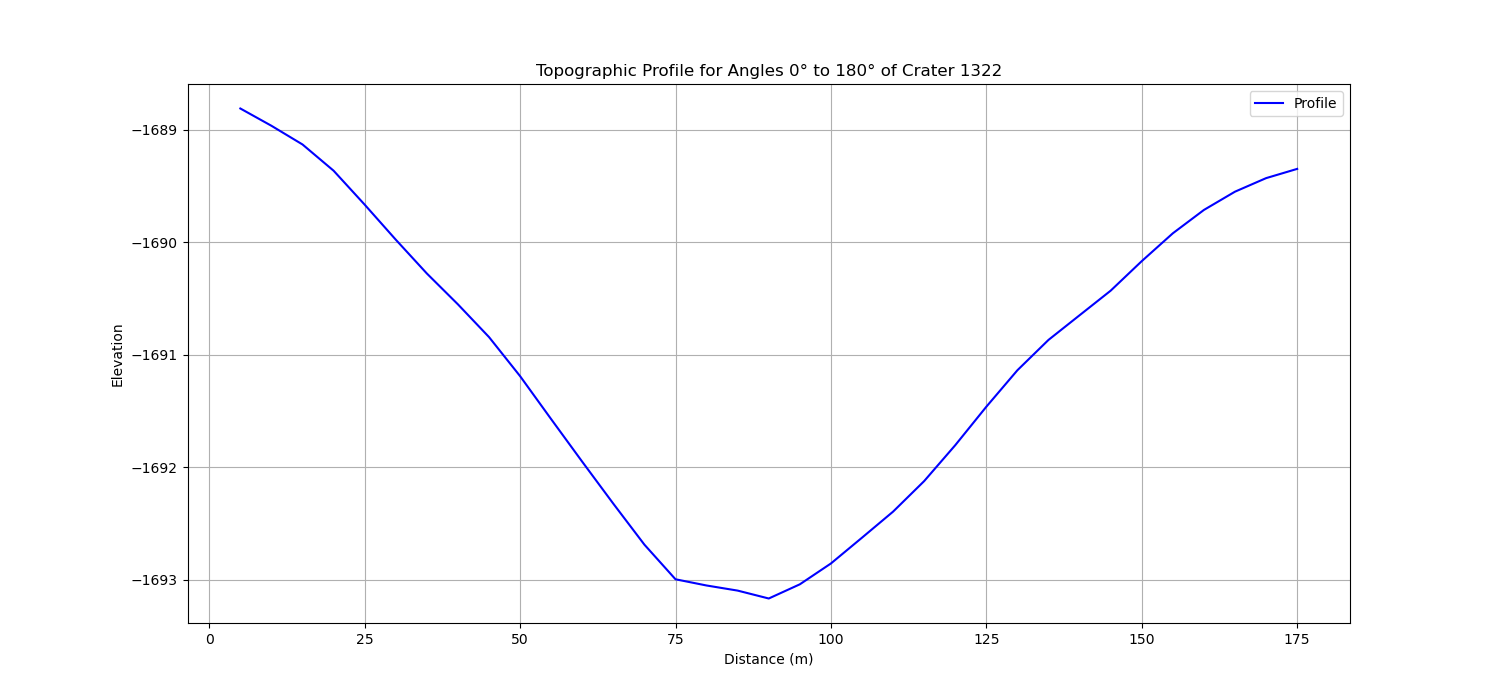 Topographic Profile for Angles 0° to 180° of Crater 1322
Profile
−1689
−1690
−1691
−1692
−1693
Elevation
0 25 50 75 100 125 150 175
Distance (m)